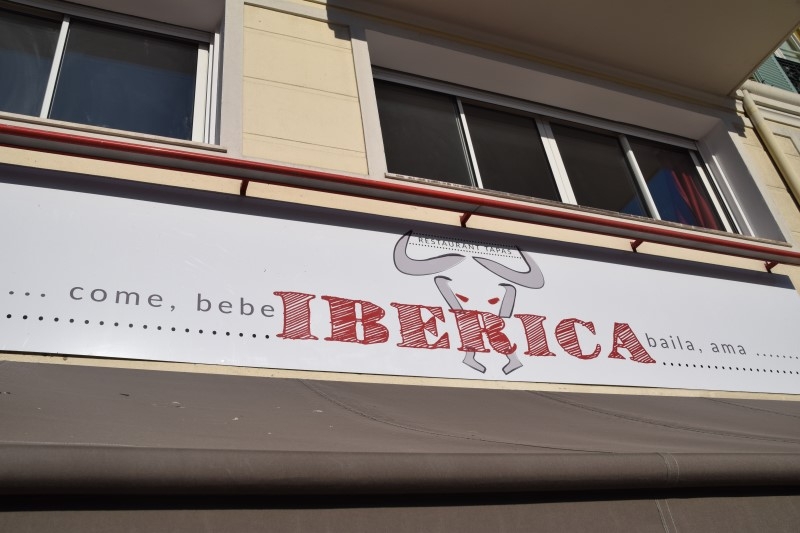 RESTAURANT TAPAS
... come, bebe IBERICA baila, ama ......